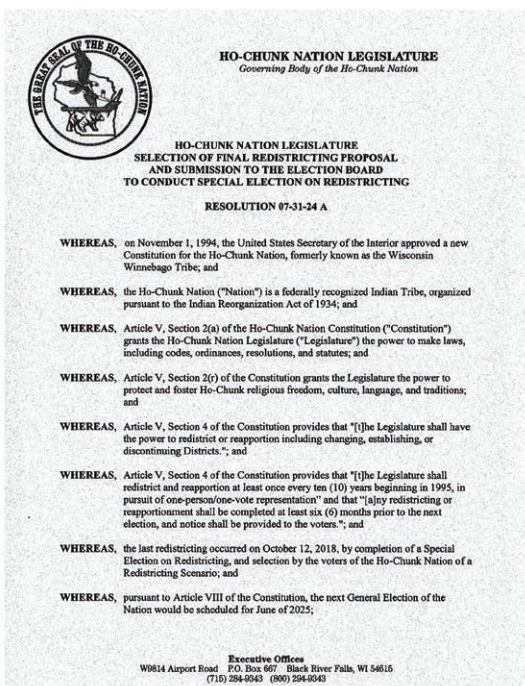 THE GREAT SEAL OF THE HO-CHUNK NATION
HO-CHUNK NATION LEGISLATURE
Governing Body of the Ho-Chunk Nation
HO-CHUNK NATION LEGISLATURE
SELECTION OF FINAL REDISTRICTING PROPOSAL
AND SUBMISSION TO THE ELECTION BOARD
TO CONDUCT SPECIAL ELECTION ON REDISTRICTING
RESOLUTION 07-31-24 A
WHEREAS, on November 1, 1994, the United States Secretary of the Interior approved a new
Constitution for the Ho-Chunk Nation, formerly known as the Wisconsin
Winnebago Tribe; and
WHEREAS, the Ho-Chunk Nation ("Nation") is a federally recognized Indian Tribe, organized
pursuant to the Indian Reorganization Act of 1934; and
WHEREAS, Article V, Section 2(a) of the Ho-Chunk Nation Constitution ("Constitution")
grants the Ho-Chunk Nation Legislature ("Legislature") the power to make laws,
including codes, ordinances, resolutions, and statutes; and
WHEREAS, Article V, Section 2(r) of the Constitution grants the Legislature the power to
protect and foster Ho-Chunk religious freedom, culture, language, and traditions;
and
WHEREAS, Article V, Section 4 of the Constitution provides that "[t]he Legislature shall have
the power to redistrict or reapportion including changing, establishing, or
discontinuing Districts."; and
WHEREAS, Article V, Section 4 of the Constitution provides that "[t]he Legislature shall
redistrict and reapportion at least once every ten (10) years beginning in 1995, in
pursuit of one-person/one-vote representation" and that "[a]ny redistricting or
reapportionment shall be completed at least six (6) months prior to the next
election, and notice shall be provided to the voters."; and
WHEREAS, the last redistricting occurred on October 12, 2018, by completion of a Special
Election on Redistricting, and selection by the voters of the Ho-Chunk Nation of a
Redistricting Scenario; and
WHEREAS, pursuant to Article VIII of the Constitution, the next General Election of the
Nation would be scheduled for June of 2025;
Executive Offices
W9814 Airport Road P.O. Box 667 Black River Falls, WI 54615
(715) 284-9343 (800) 294-9343